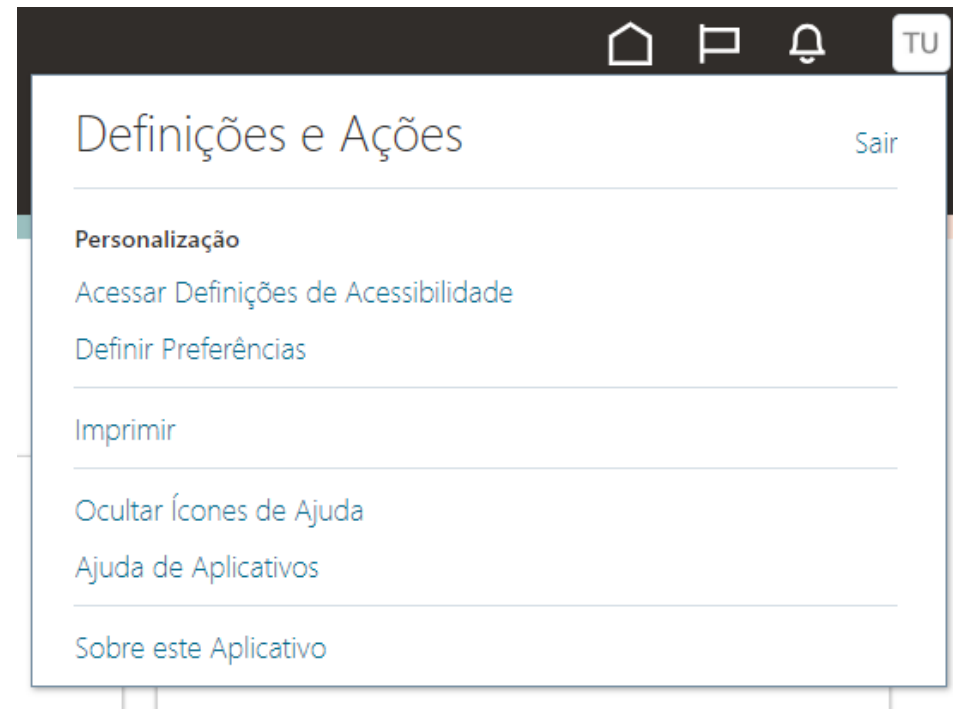 TU
Definições e Ações
Sair
Personalização
Acessar Definições de Acessibilidade
Definir Preferências
Imprimir
Ocultar Ícones de Ajuda
Ajuda de Aplicativos
Sobre este Aplicativo